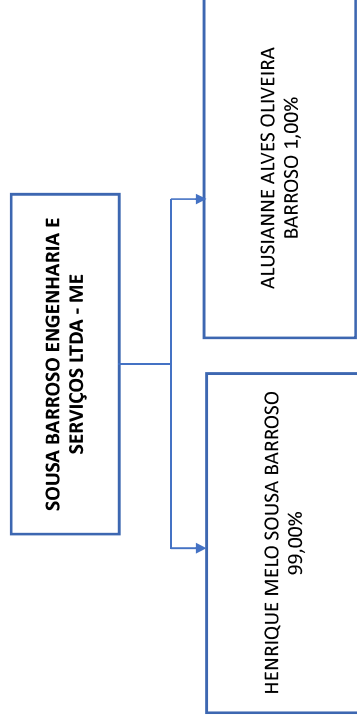 SOUSA BARROSO ENGENHARIA E
SERVIÇOS LTDA - ME
HENRIQUE MELO SOUSA BARROSO
99,00%
ALUSIANNE ALVES OLIVEIRA
BARROSO 1,00%